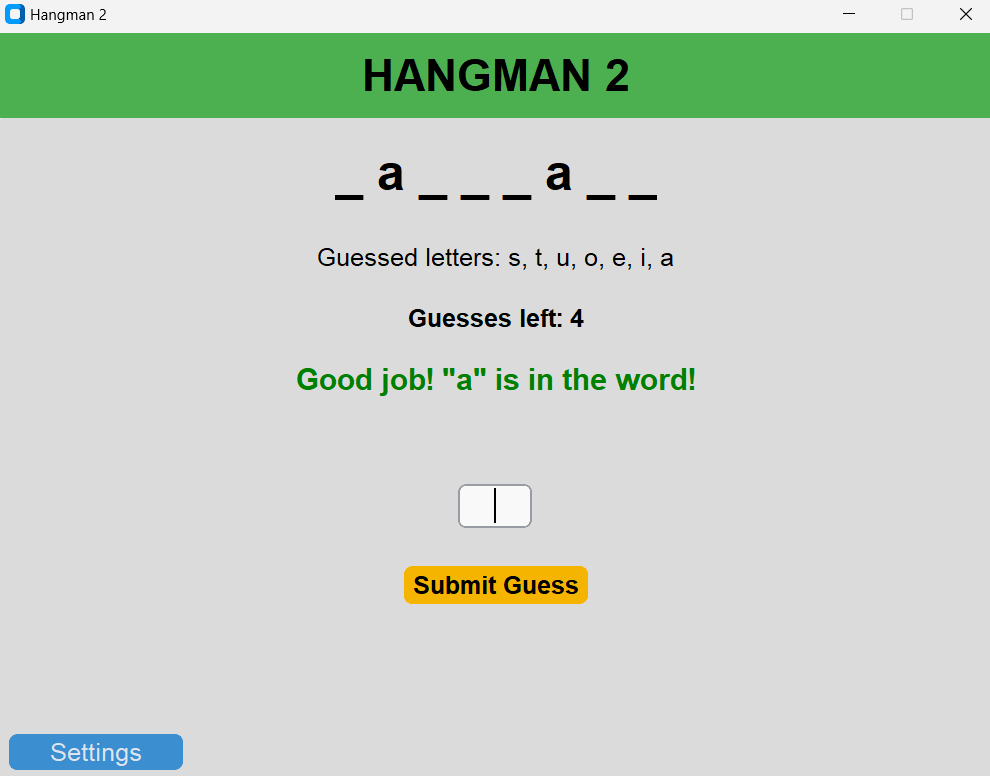 Hangman 2
HANGMAN 2
_ a _ _ _ a _ _
Guessed letters: s, t, u, o, e, i, a
Guesses left: 4
Good job! "a" is in the word!
Submit Guess
Settings